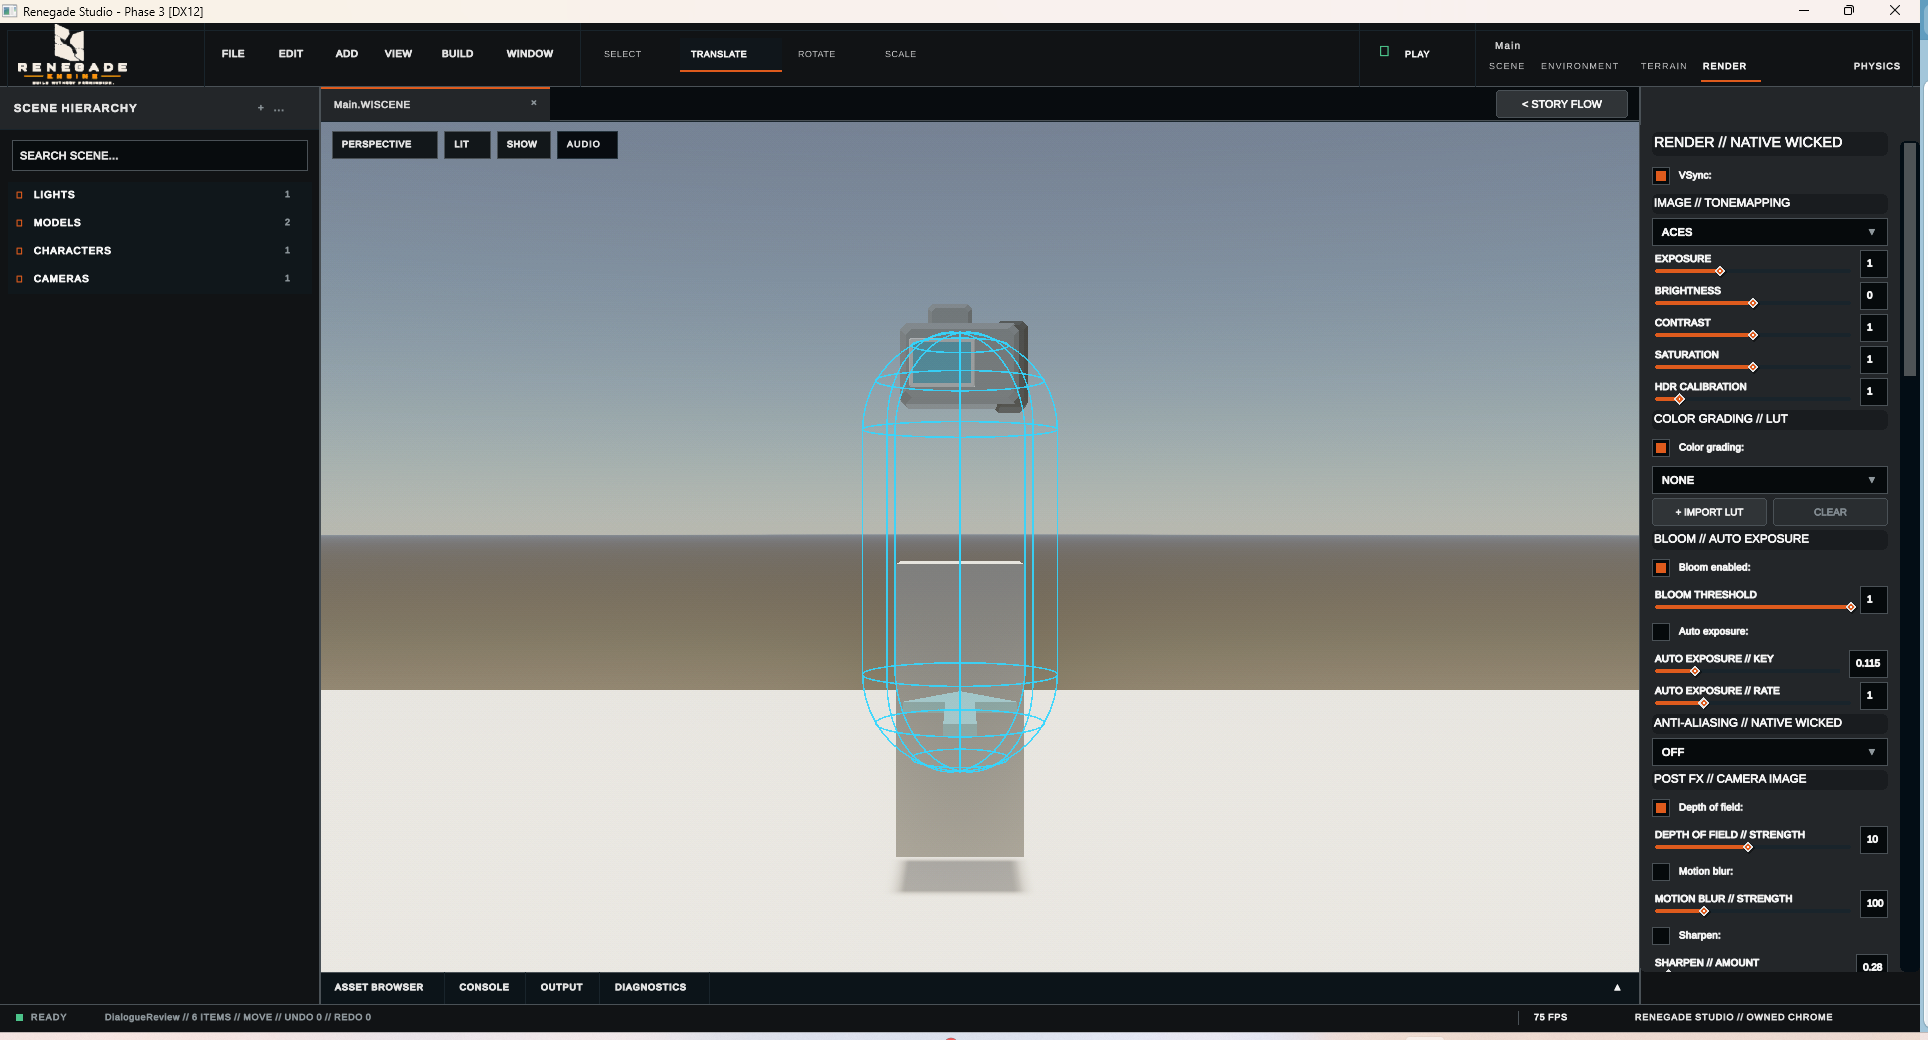 Renegade Studio - Phase 3 [DX12]
RENEGADE
ENGINE
BUILD WITHOUT PERMISSION.
FILE EDIT ADD VIEW BUILD WINDOW
SELECT TRANSLATE ROTATE SCALE
PLAY
Main
SCENE ENVIRONMENT TERRAIN RENDER PHYSICS
SCENE HIERARCHY + ...
SEARCH SCENE...
LIGHTS 1
MODELS 2
CHARACTERS 1
CAMERAS 1
Main.WISCENE ×
< STORY FLOW
PERSPECTIVE LIT SHOW AUDIO
RENDER // NATIVE WICKED
VSync:
IMAGE // TONEMAPPING
ACES
EXPOSURE 1
BRIGHTNESS 0
CONTRAST 1
SATURATION 1
HDR CALIBRATION 1
COLOR GRADING // LUT
Color grading:
NONE
+ IMPORT LUT CLEAR
BLOOM // AUTO EXPOSURE
Bloom enabled:
BLOOM THRESHOLD 1
Auto exposure:
AUTO EXPOSURE // KEY 0.115
AUTO EXPOSURE // RATE 1
ANTI-ALIASING // NATIVE WICKED
OFF
POST FX // CAMERA IMAGE
Depth of field:
DEPTH OF FIELD // STRENGTH 10
Motion blur:
MOTION BLUR // STRENGTH 100
Sharpen:
SHARPEN // AMOUNT 0.28
ASSET BROWSER CONSOLE OUTPUT DIAGNOSTICS
READY DialogueReview // 6 ITEMS // MOVE // UNDO 0 // REDO 0
75 FPS RENEGADE STUDIO // OWNED CHROME